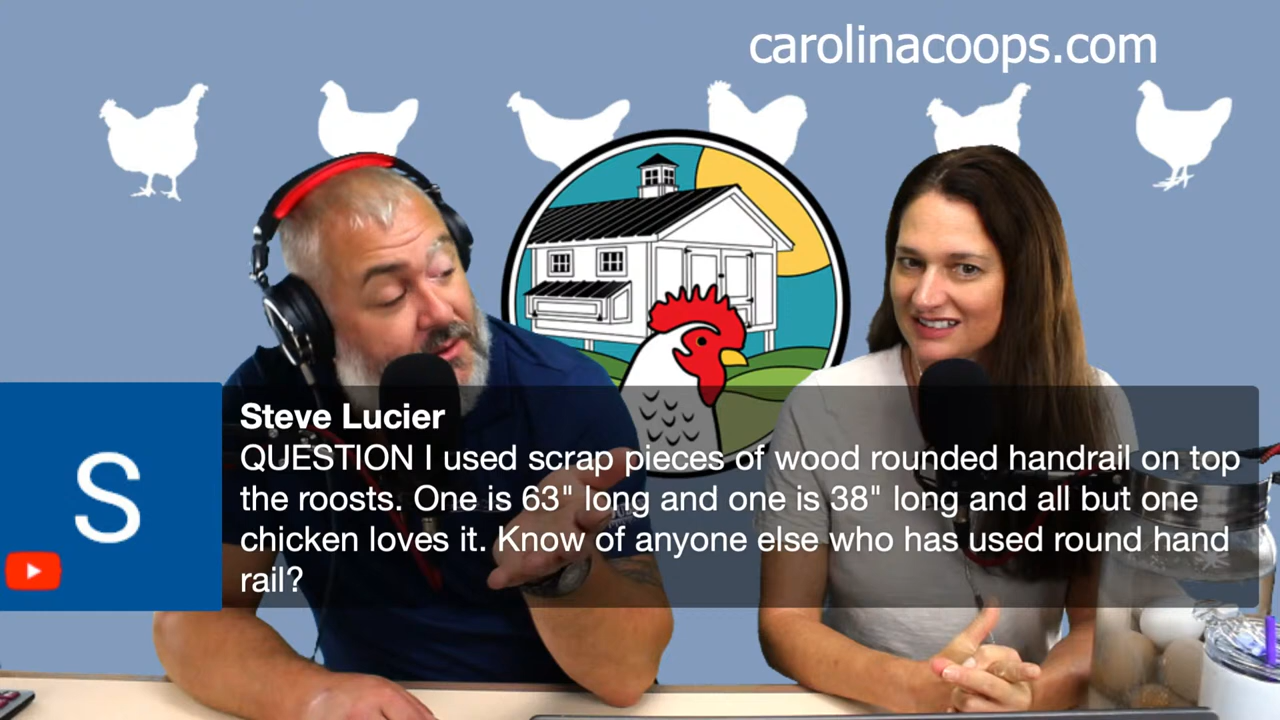 carolinacoops.com
S
Steve Lucier
QUESTION I used scrap pieces of wood rounded handrail on top
the roosts. One is 63" long and one is 38" long and all but one
chicken loves it. Know of anyone else who has used round hand
rail?